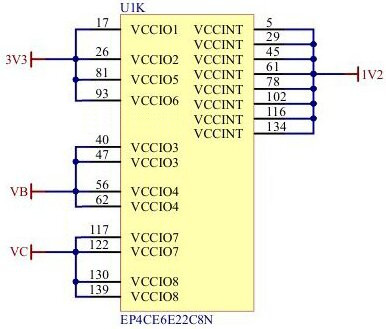 U1K
17 VCCIO1 VCCINT 5
VCCINT 29
3V3 26 VCCIO2 VCCINT 45
81 VCCIO5 VCCINT 61 1V2
VCCINT 78
93 VCCIO6 VCCINT 102
VCCINT 116
VCCINT 134
40 VCCIO3
47 VCCIO3
VB 56 VCCIO4
62 VCCIO4
117 VCCIO7
VC 122 VCCIO7
130 VCCIO8
139 VCCIO8
EP4CE6E22C8N